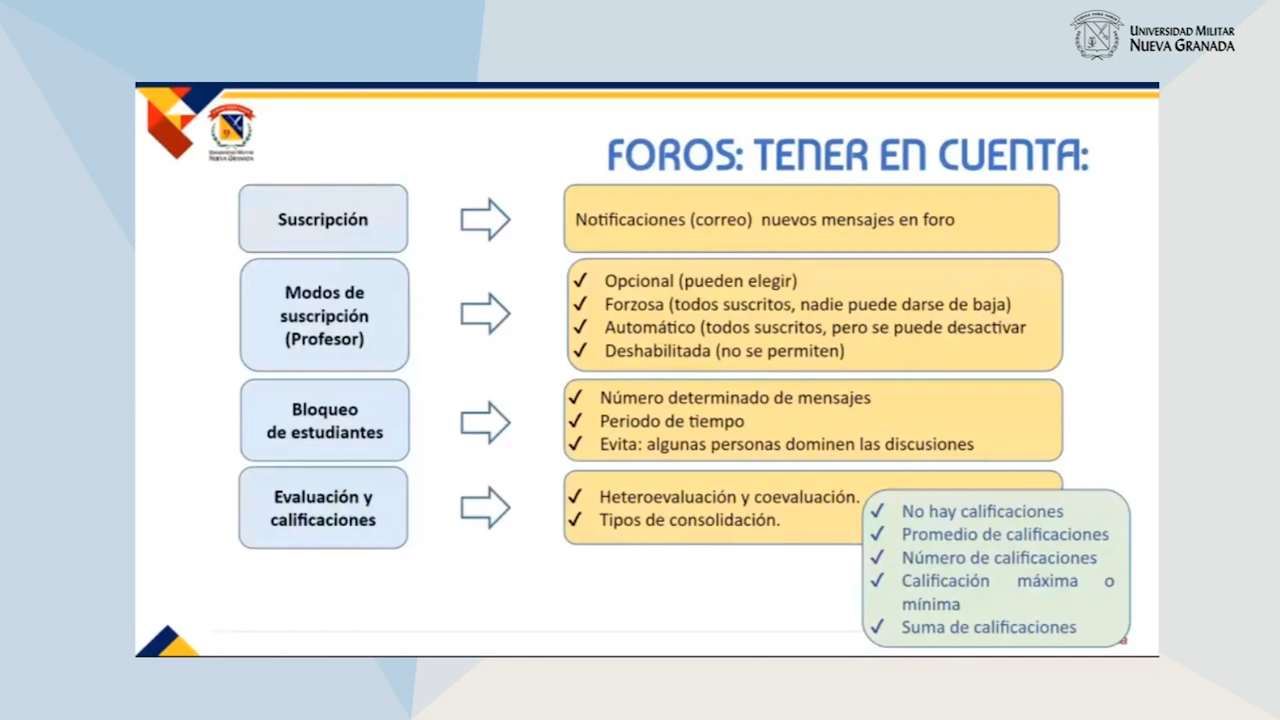 UNIVERSIDAD MILITAR
NUEVA GRANADA
UNIVERSIDAD MILITAR
NUEVA GRANADA
FOROS: TENER EN CUENTA:
Suscripción
Notificaciones (correo) nuevos mensajes en foro
Modos de
suscripción
(Profesor)
✓ Opcional (pueden elegir)
✓ Forzosa (todos suscritos, nadie puede darse de baja)
✓ Automático (todos suscritos, pero se puede desactivar
✓ Deshabilitada (no se permiten)
Bloqueo
de estudiantes
✓ Número determinado de mensajes
✓ Periodo de tiempo
✓ Evita: algunas personas dominen las discusiones
Evaluación y
calificaciones
✓ Heteroevaluación y coevaluación.
✓ Tipos de consolidación.
✓ No hay calificaciones
✓ Promedio de calificaciones
✓ Número de calificaciones
✓ Calificación máxima o
mínima
✓ Suma de calificaciones